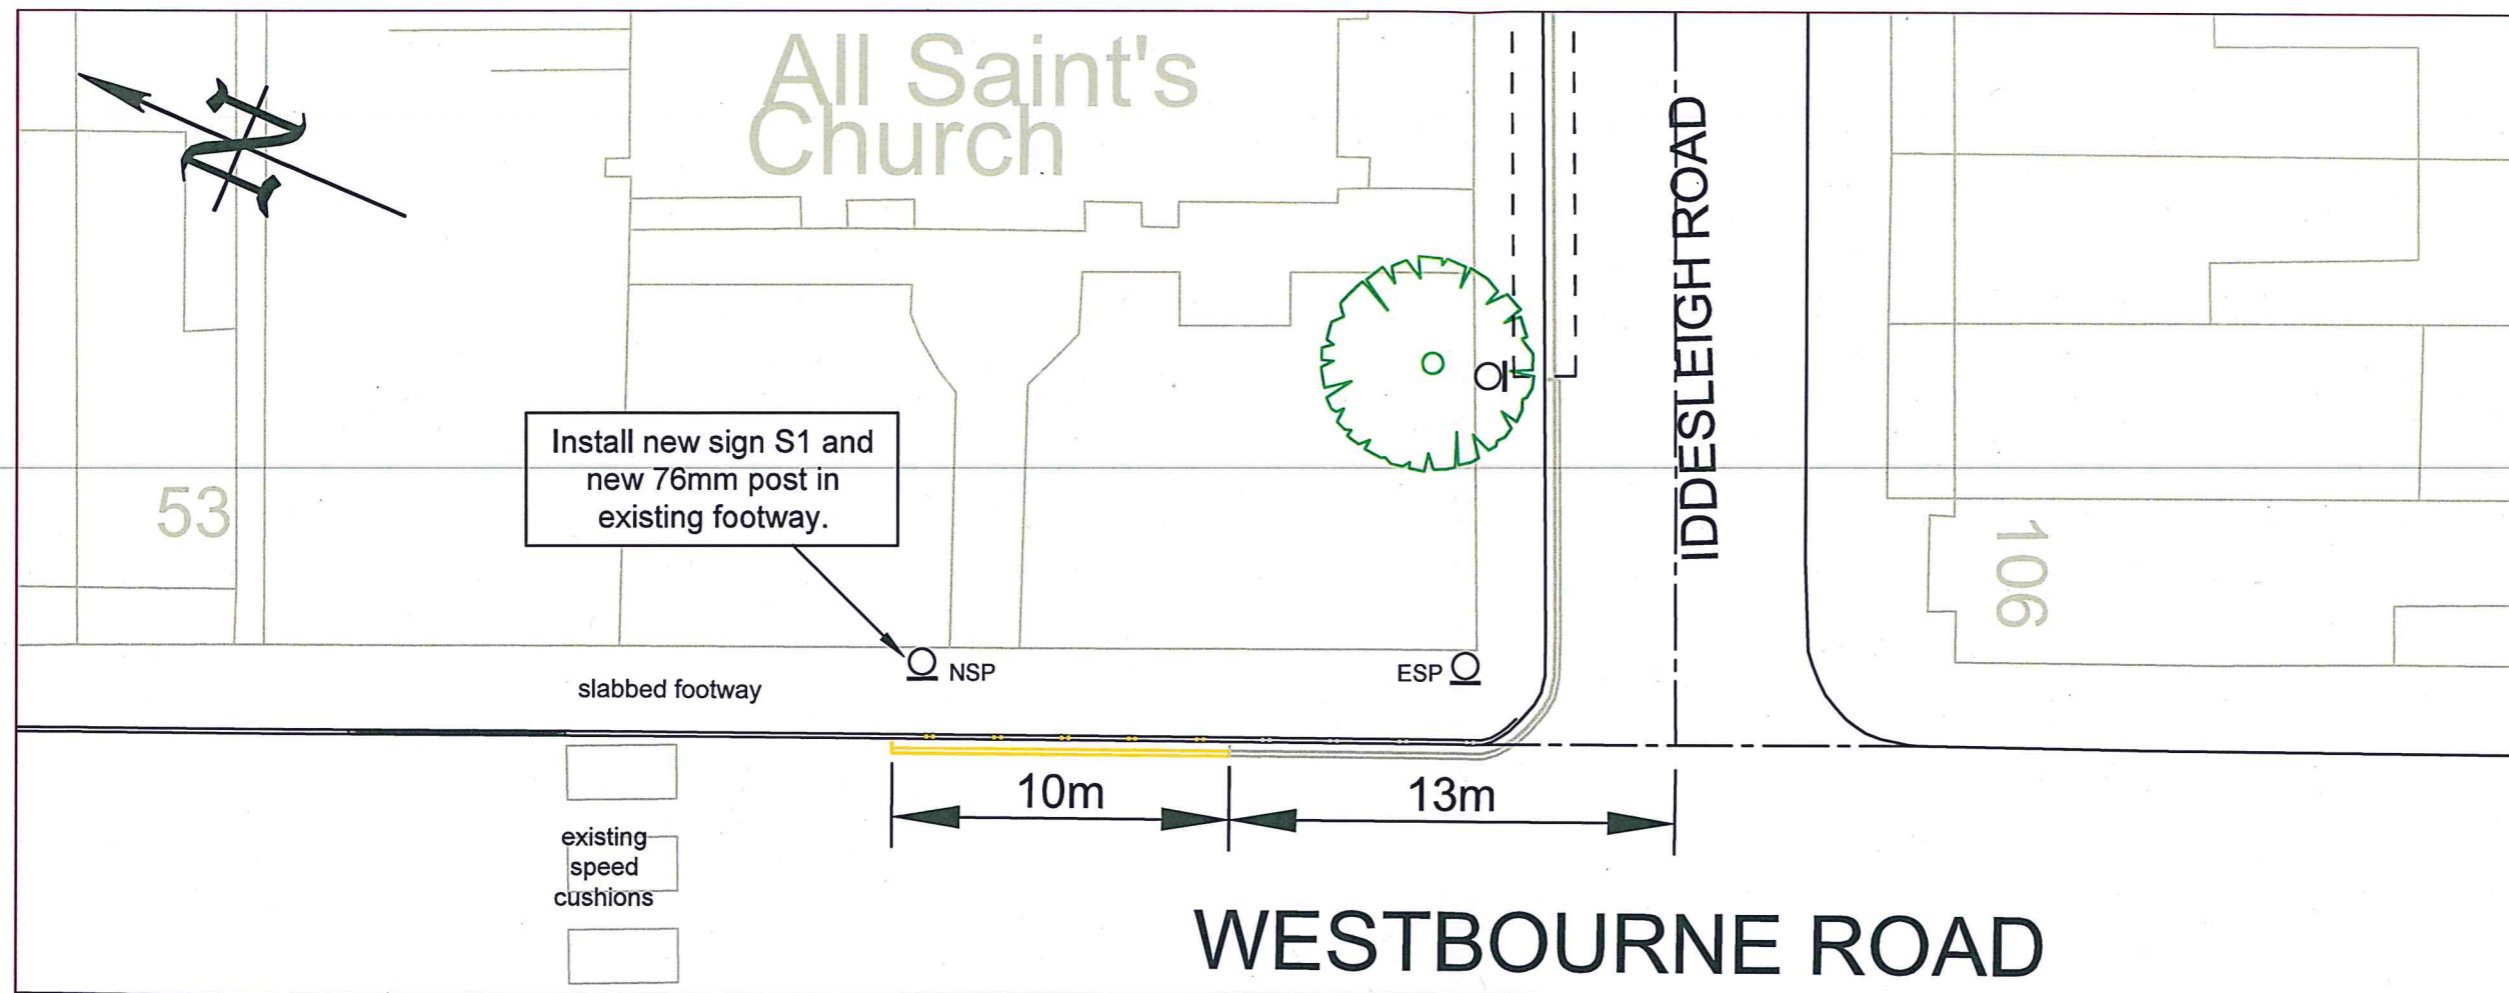 All Saint's
Church
IDDESLEIGH ROAD
Install new sign S1 and
new 76mm post in
existing footway.
53
106
NSP
ESP
slabbed footway
10m
13m
existing
speed
cushions
WESTBOURNE ROAD